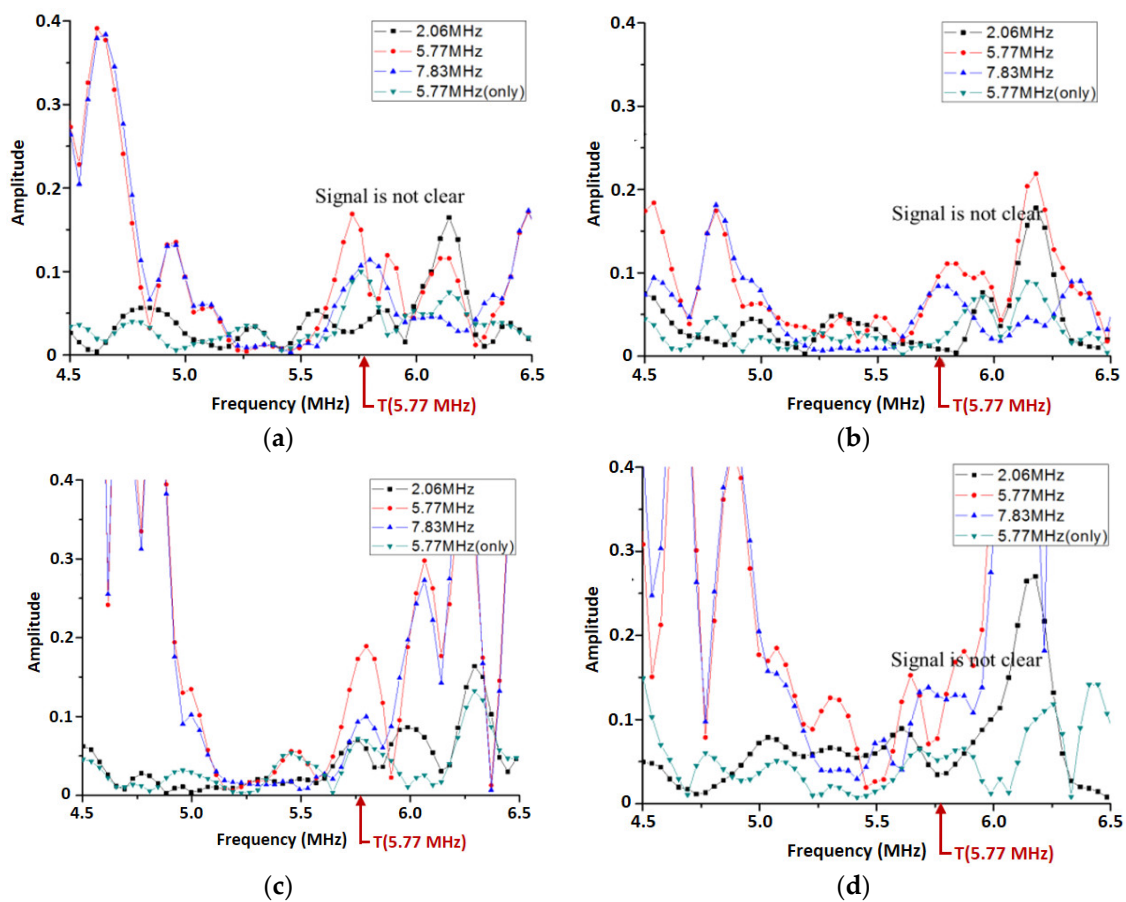 0.4
0.3
0.2
0.1
0
Amplitude
2.06MHz
5.77MHz
7.83MHz
5.77MHz(only)
Signal is not clear
4.5 5.0 5.5 6.0 6.5
Frequency (MHz)
T(5.77 MHz)
(a)
0.4
0.3
0.2
0.1
0
Amplitude
2.06MHz
5.77MHz
7.83MHz
5.77MHz(only)
Signal is not clear
4.5 5.0 5.5 6.0 6.5
Frequency (MHz)
T(5.77 MHz)
(b)
0.4
0.3
0.2
0.1
0
Amplitude
2.06MHz
5.77MHz
7.83MHz
5.77MHz(only)
4.5 5.0 5.5 6.0 6.5
Frequency (MHz)
T(5.77 MHz)
(c)
0.4
0.3
0.2
0.1
0
Amplitude
2.06MHz
5.77MHz
7.83MHz
5.77MHz(only)
Signal is not clear
4.5 5.0 5.5 6.0 6.5
Frequency (MHz)
T(5.77 MHz)
(d)